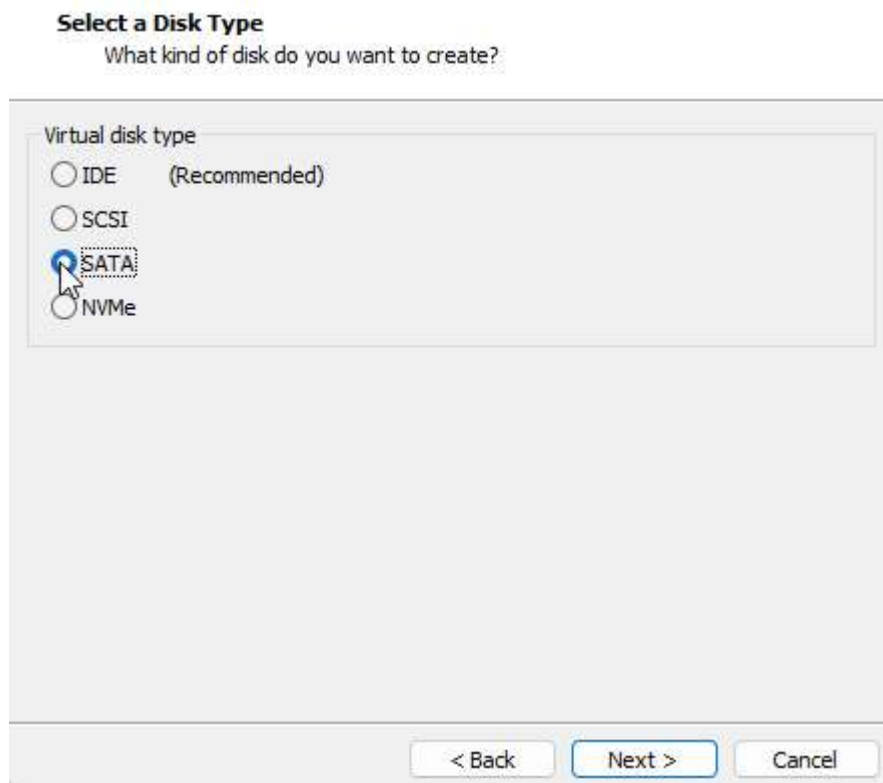 Select a Disk Type
What kind of disk do you want to create?
Virtual disk type
IDE (Recommended)
SCSI
SATA
NVMe
< Back Next > Cancel